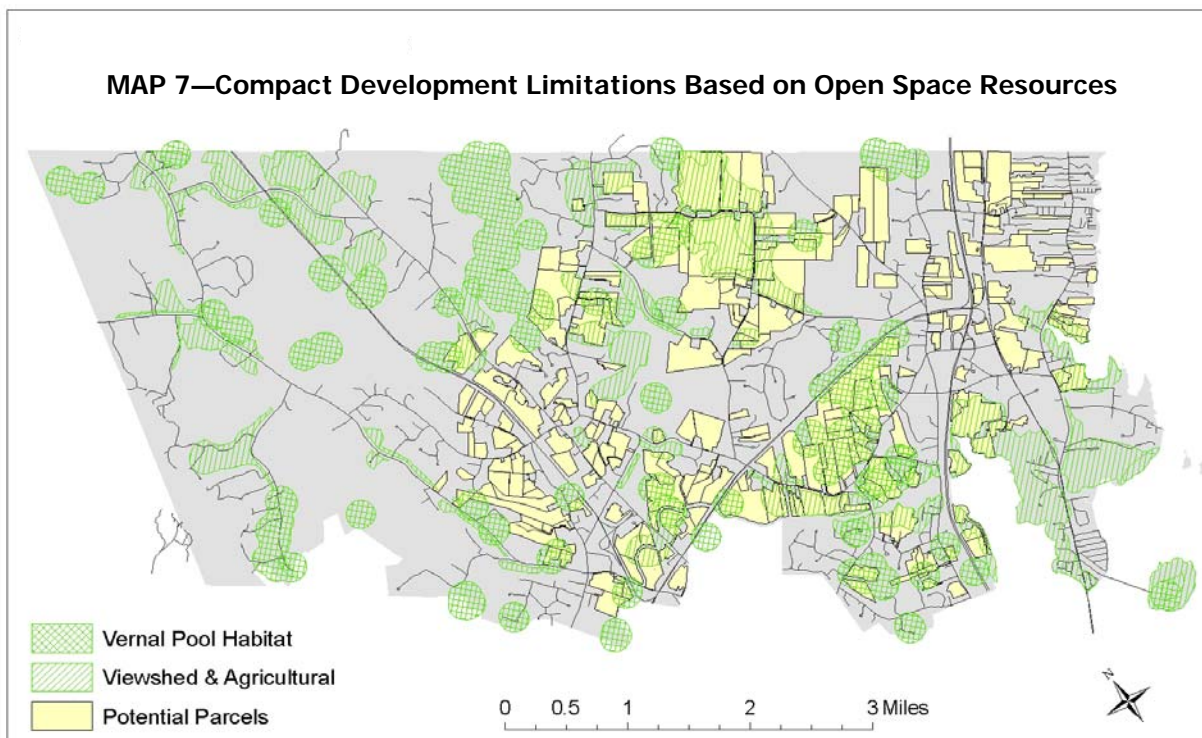 MAP 7—Compact Development Limitations Based on Open Space Resources
Vernal Pool Habitat
Viewshed & Agricultural
Potential Parcels
0 0.5 1 2 3 Miles
N